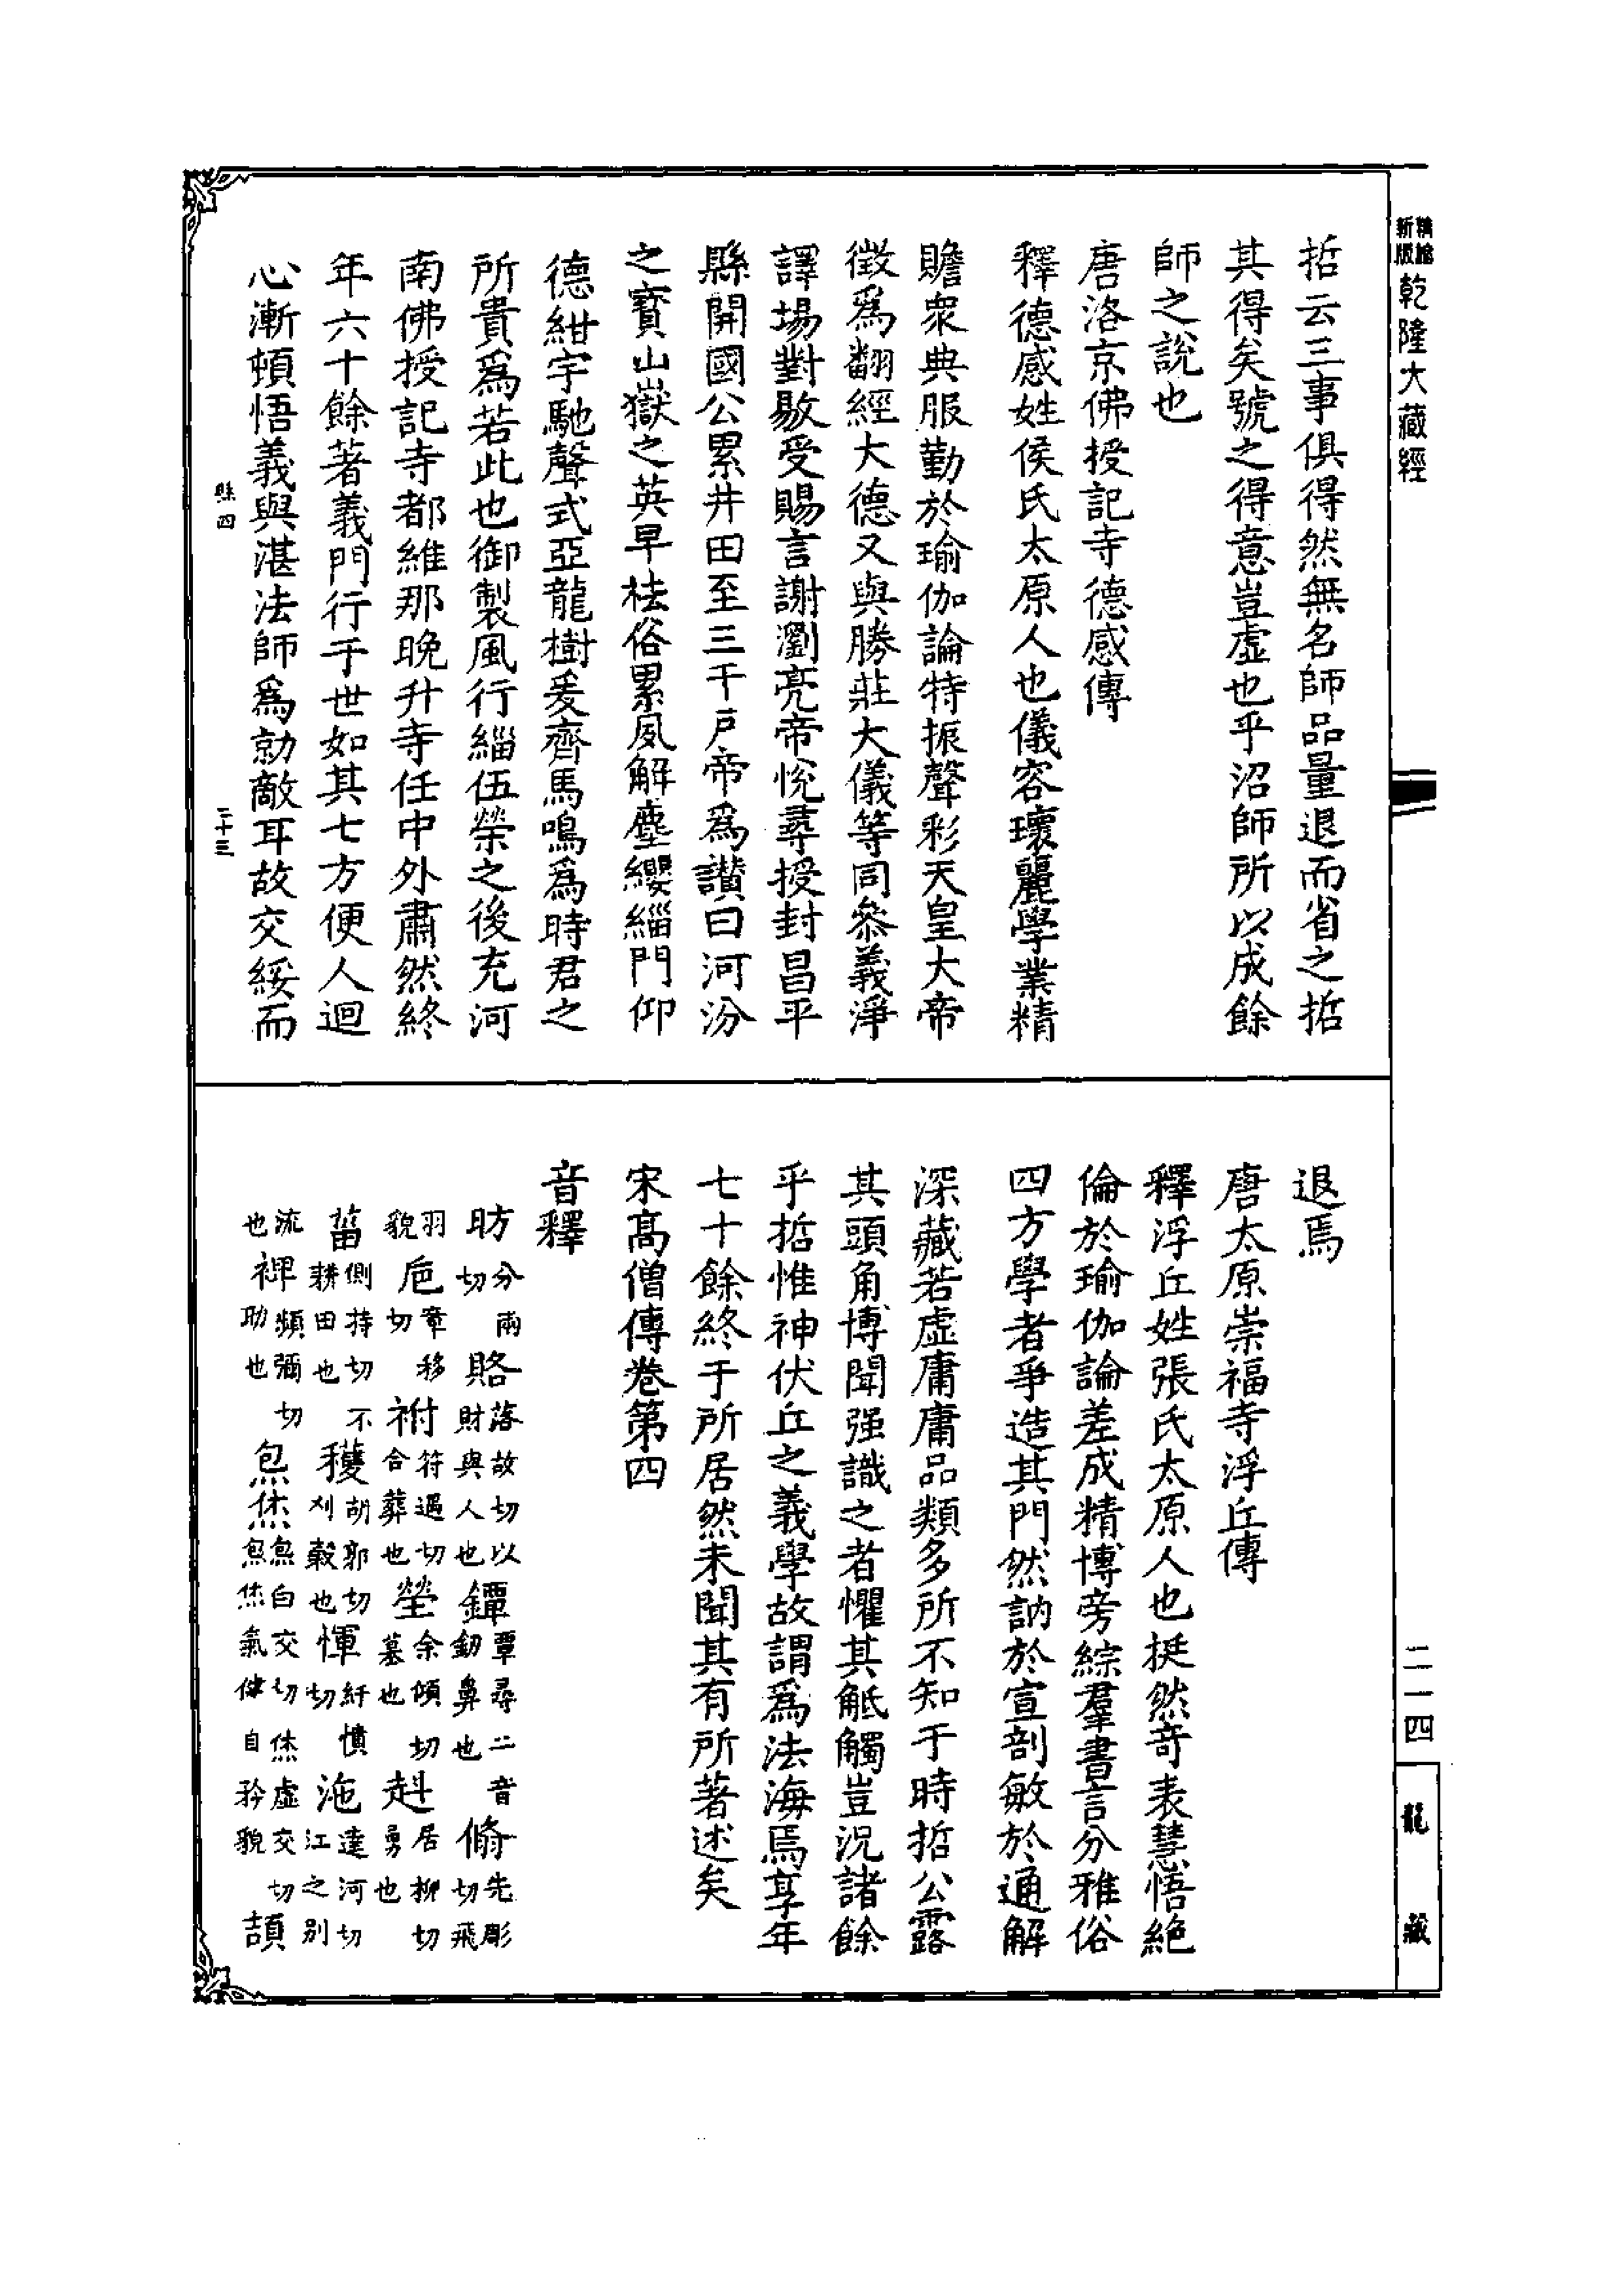 新版
乾隆大藏經
哲云三事俱得然無名師品量退而省之哲
其得矣號之得意豈虛也乎沼師所以成餘
師之說也
唐洛京佛授記寺德感傳
釋德感姓侯氏太原人也儀容瓌麗學業精
贍衆典服勤於瑜伽論特振聲彩天皇大帝
徵爲翻經大德又與勝莊大儀等同參義淨
譯場對敭受賜言謝瀏亮帝悅尋授封昌平
縣開國公累井田至三千戶帝爲讃曰河汾
之寶山嶽之英早袪俗累夙解塵纓緇門仰
德紺宇馳聲式亞龍樹爰齊馬鳴爲時君之
所貴爲若此也御製風行緇伍榮之後充河
南佛授記寺都維那晚升寺任中外肅然終
年六十餘著義門行于世如其七方便人迴
心漸頓悟義與湛法師爲勍敵耳故交綏而
縣四
二十三
退焉
唐太原崇福寺浮丘傳
釋浮丘姓張氏太原人也挺然奇表慧悟絶
倫於瑜伽論差成精博旁綜羣書言分雅俗
四方學者爭造其門然訥於宣剖敏於通解
深藏若虛庸庸品類多所不知于時哲公露
其頭角博聞强識之者懼其觝觸豈況諸餘
乎哲惟神伏丘之義學故謂爲法海焉享年
七十餘終于所居然未聞其有所著述矣
宋高僧傳卷第四
音釋
昉分兩切賂落故切以財與人也鐔覃尋二音釰鼻也翛先彫切飛
羽貌巵章移切祔符遇切合葬也塋余傾切墓也赳居柳切勇也
菑側持切不耕田也穫胡郭切刈穀也惲紆憤切沲達河切江之別
流也裨頻彌切助也炰烋炰白交切烋虛交切炰烋氣健自矜貌頡
二一四
龍藏